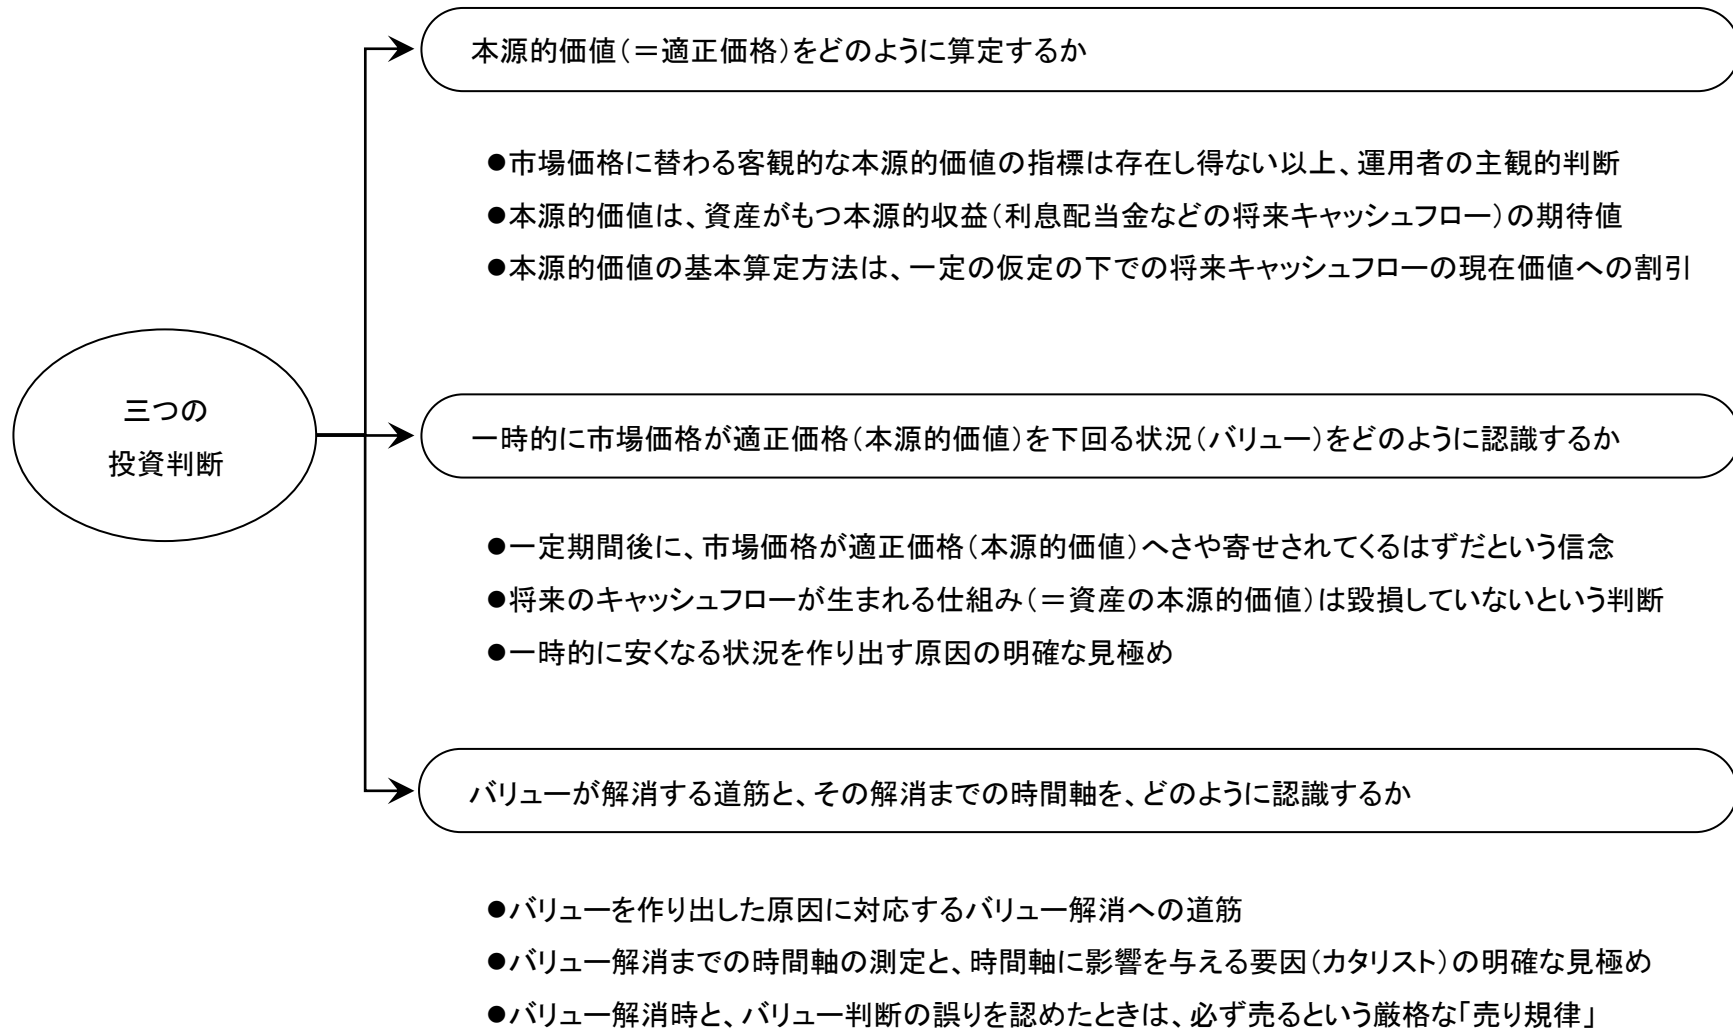 本源的価値(＝適正価格)をどのように算定するか
●市場価格に替わる客観的な本源的価値の指標は存在し得ない以上、運用者の主観的判断
●本源的価値は、資産がもつ本源的収益(利息配当金などの将来キャッシュフロー)の期待値
●本源的価値の基本算定方法は、一定の仮定の下での将来キャッシュフローの現在価値への割引
三つの
投資判断
一時的に市場価格が適正価格(本源的価値)を下回る状況(バリュー)をどのように認識するか
●一定期間後に、市場価格が適正価格(本源的価値)へさや寄せされてくるはずだという信念
●将来のキャッシュフローが生まれる仕組み(＝資産の本源的価値)は毀損していないという判断
●一時的に安くなる状況を作り出す原因の明確な見極め
バリューが解消する道筋と、その解消までの時間軸を、どのように認識するか
●バリューを作り出した原因に対応するバリュー解消への道筋
●バリュー解消までの時間軸の測定と、時間軸に影響を与える要因(カタリスト)の明確な見極め
●バリュー解消時と、バリュー判断の誤りを認めたときは、必ず売るという厳格な「売り規律」